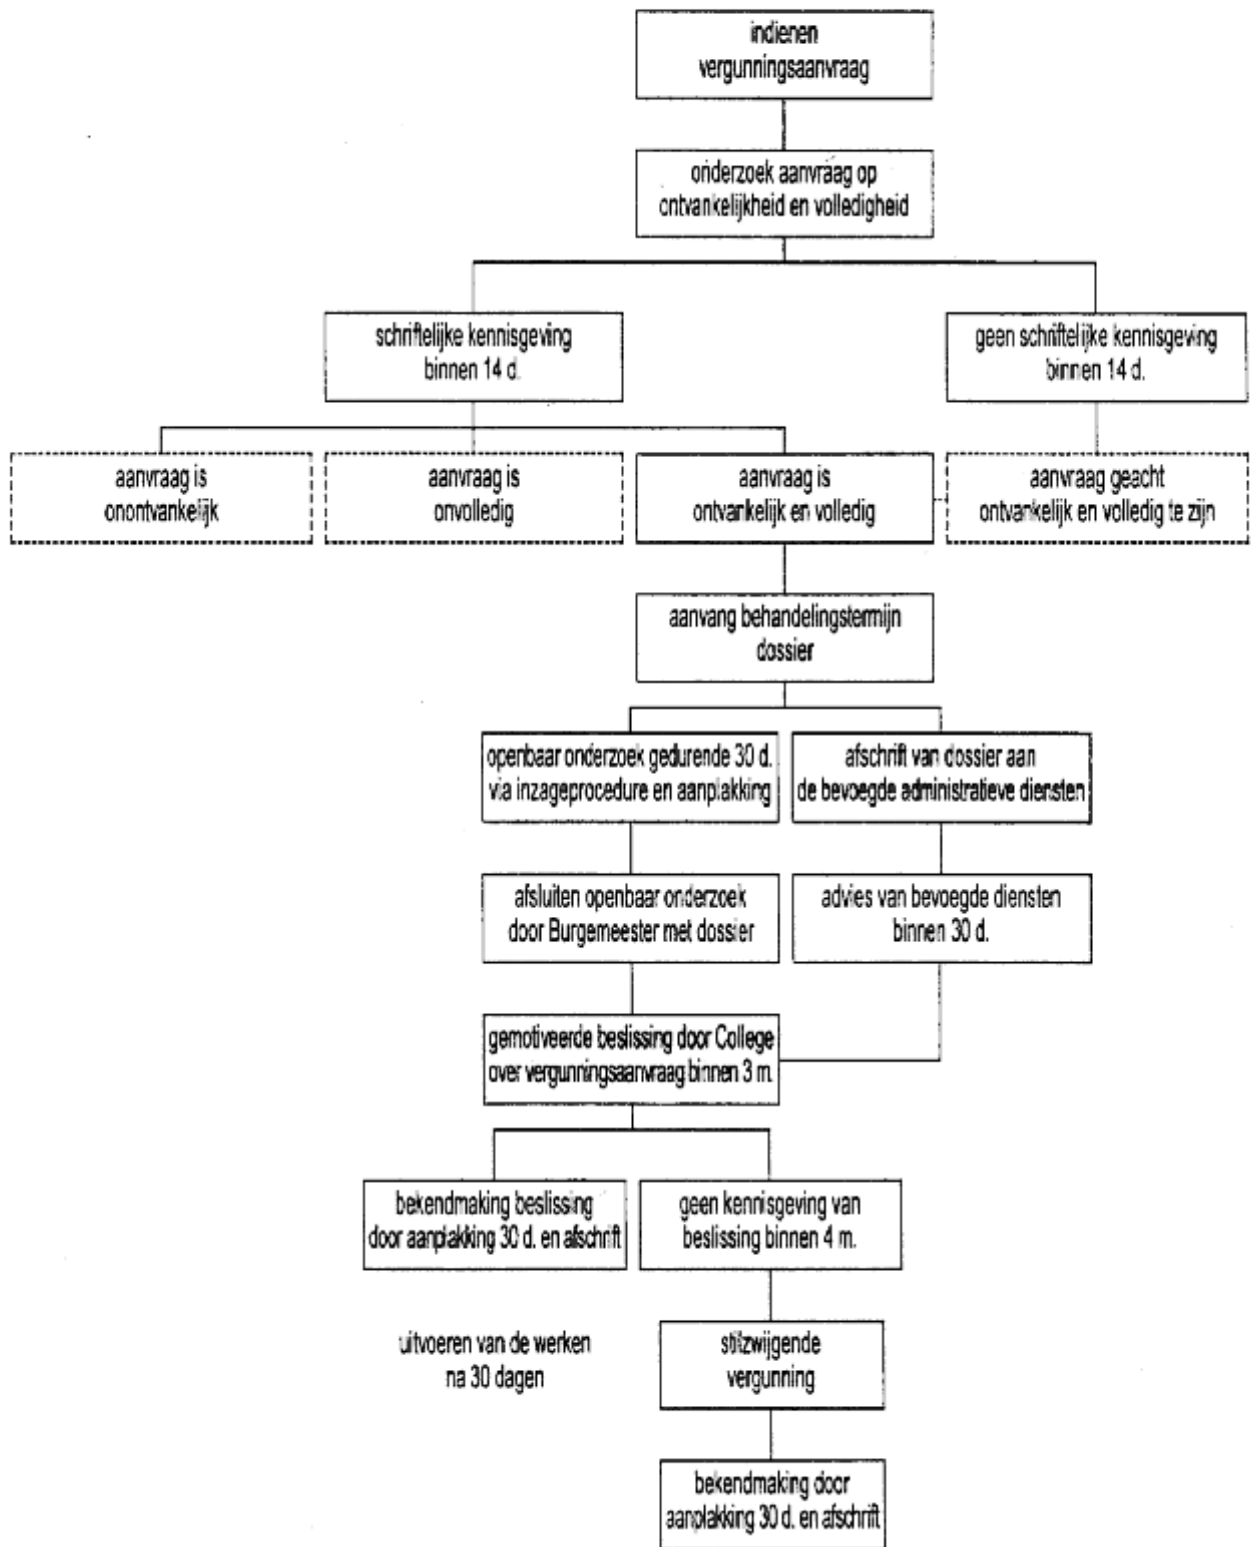 indienen
vergunningsaanvraag
onderzoek aanvraag op
ontvankelijkheid en volledigheid
schriftelijke kennisgeving
binnen 14 d.
geen schriftelijke kennisgeving
binnen 14 d.
aanvraag is
onontvankelijk
aanvraag is
onvolledig
aanvraag is
ontvankelijk en volledig
aanvraag geacht
ontvankelijk en volledig te zijn
aanvang behandelingstermijn
dossier
openbaar onderzoek gedurende 30 d.
via inzageprocedure en aanplakking
afschrift van dossier aan
de bevoegde administratieve diensten
afsluiten openbaar onderzoek
door Burgemeester met dossier
advies van bevoegde diensten
binnen 30 d.
gemotiveerde beslissing door College
over vergunningsaanvraag binnen 3 m.
bekendmaking beslissing
door aanplakking 30 d. en afschrift
geen kennisgeving van
beslissing binnen 4 m.
uitvoeren van de werken
na 30 dagen
stilzwijgende
vergunning
bekendmaking door
aanplakking 30 d. en afschrift